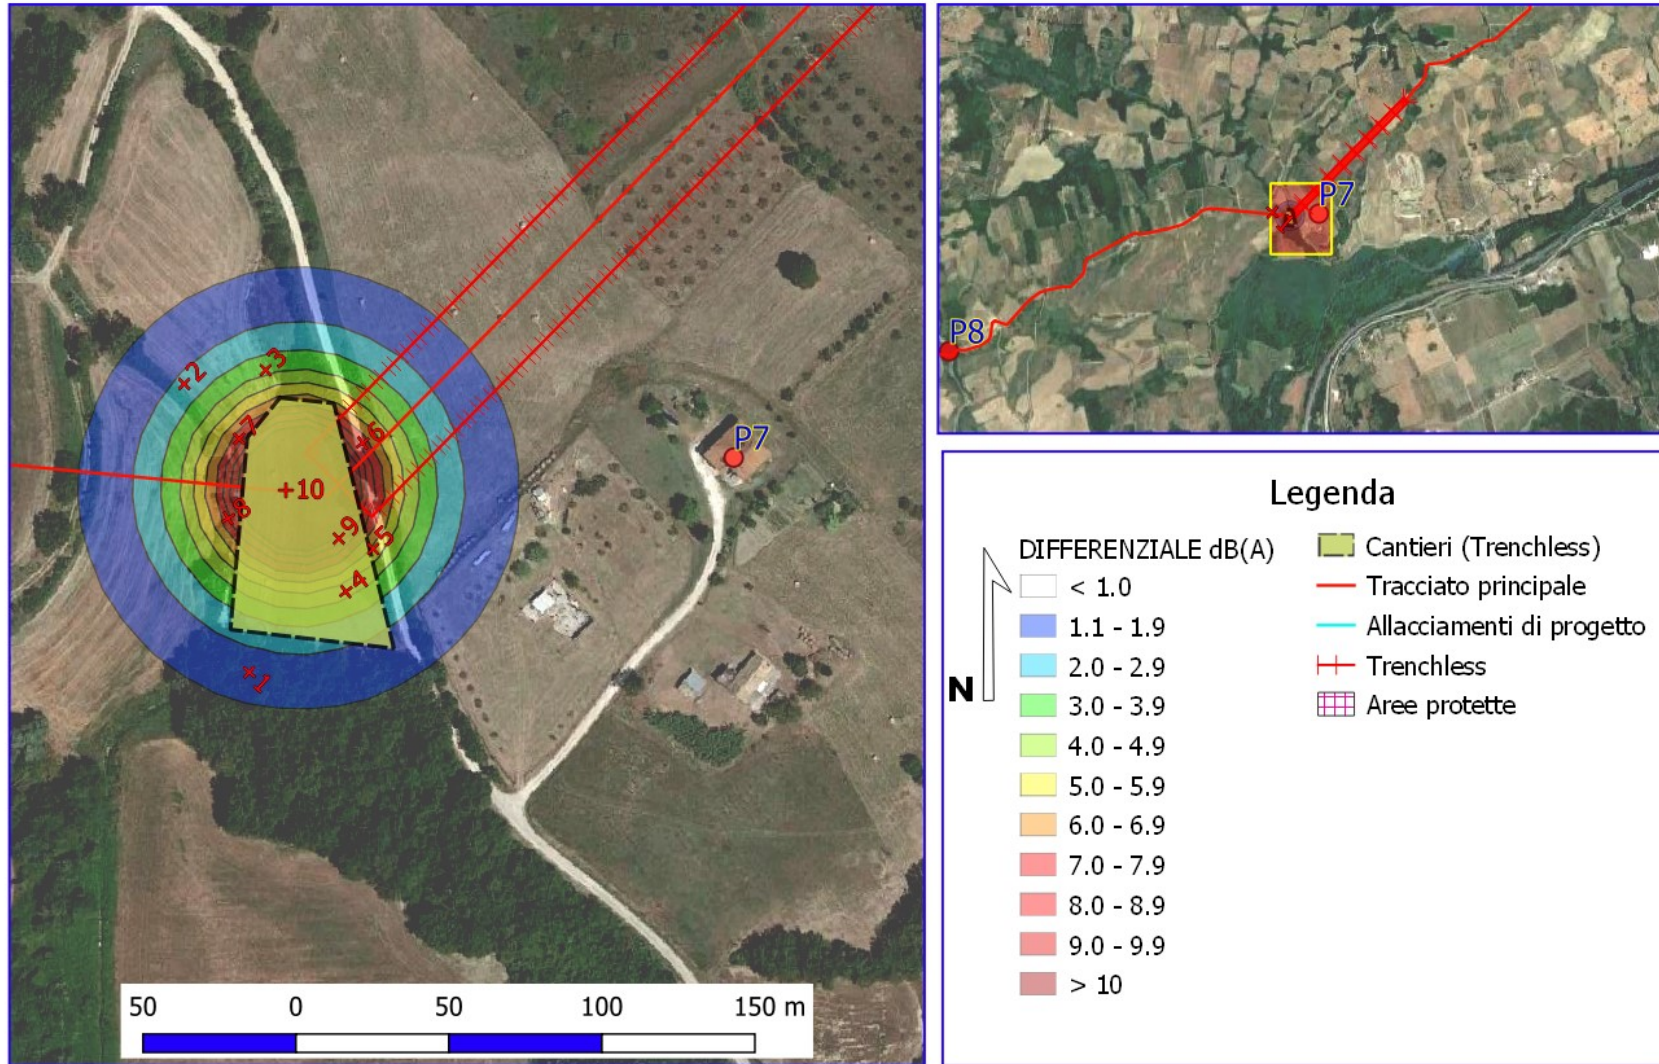 +2
+3
+7
+6
+10
+8
+9
+5
+4
+1
P7
50 0 50 100 150 m
P7
P8
Legenda
DIFFERENZIALE dB(A)
< 1.0
1.1 - 1.9
2.0 - 2.9
3.0 - 3.9
4.0 - 4.9
5.0 - 5.9
6.0 - 6.9
7.0 - 7.9
8.0 - 8.9
9.0 - 9.9
> 10
N
Cantieri (Trenchless)
Tracciato principale
Allacciamenti di progetto
Trenchless
Aree protette